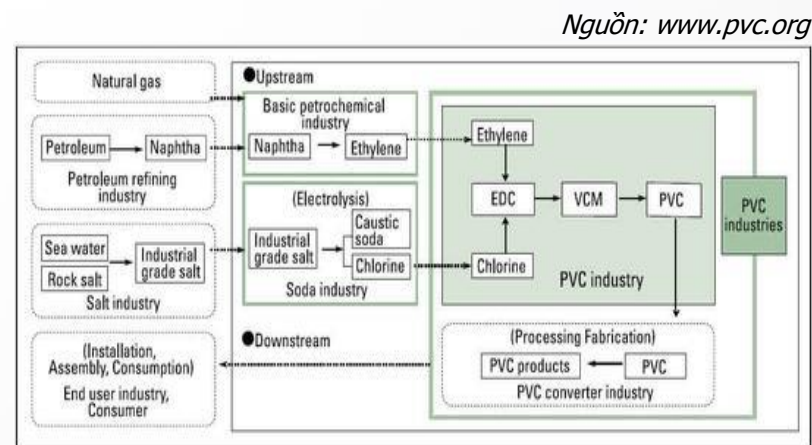 Nguồn: www.pvc.org
Natural gas
Petroleum
Naphtha
Petroleum refining
industry
Sea water
Rock salt
Industrial
grade salt
Salt industry
(Installation,
Assembly, Consumption)
End user industry,
Consumer
●Upstream
Basic petrochemical
industry
Naphtha
Ethylene
(Electrolysis)
Industrial
grade salt
Caustic
soda
Chlorine
Soda industry
Ethylene
EDC
VCM
PVC
Chlorine
PVC industry
PVC
industries
●Downstream
(Processing Fabrication)
PVC products
PVC
PVC converter industry